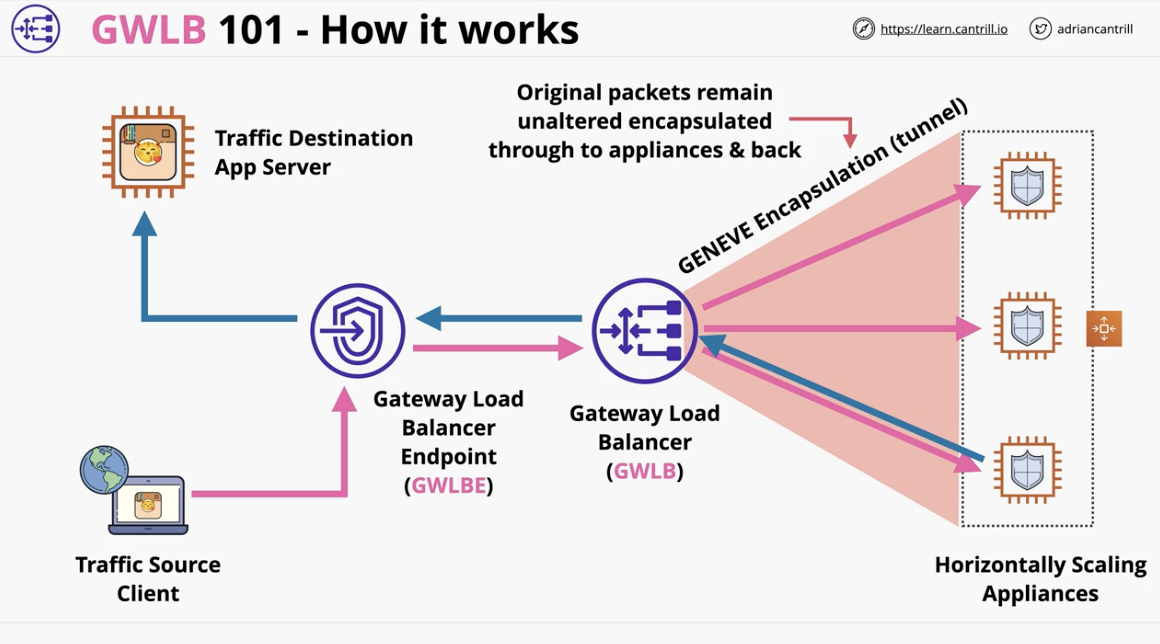 GWLB 101 - How it works
https://learn.cantrill.io
adriancantrill
Original packets remain
unaltered encapsulated
through to appliances & back
GENEVE Encapsulation (tunnel)
Traffic Destination
App Server
Gateway Load
Balancer
Endpoint
(GWLBE)
Gateway Load
Balancer
(GWLB)
Traffic Source
Client
Horizontally Scaling
Appliances